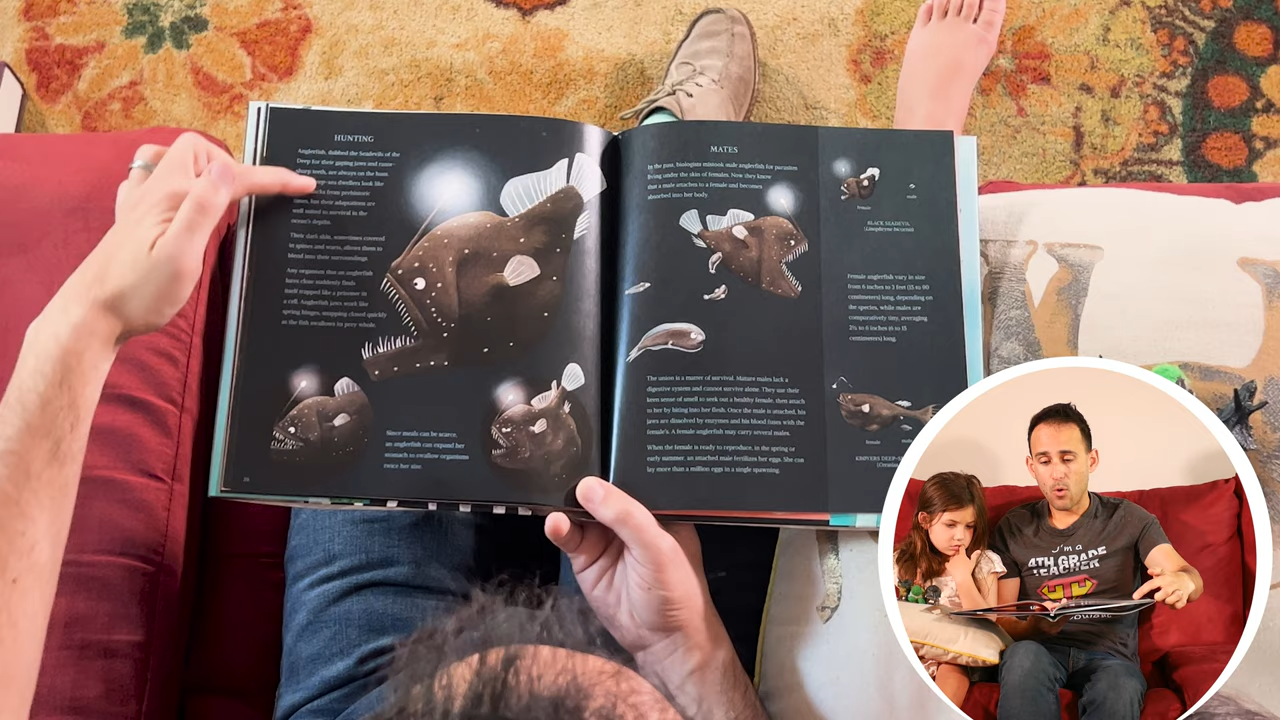 HUNTING
Anglerfish, dubbed the Seadevils of the
Deep for their gaping jaws and razor-
sharp teeth, are always on the hunt.
deep-sea dwellers look like
from prehistoric
times, but their adaptations are
well suited to survival in the
ocean's depths.
Their dark skin, sometimes covered
in spines and warts, allows them to
blend into their surroundings.
Any organism that an anglerfish
lures close suddenly finds
itself trapped like a prisoner in
a cell. Anglerfish jaws work like
spring hinges, snapping closed quickly
as the fish swallows its prey whole.
Since meals can be scarce,
an anglerfish can expand her
stomach to swallow organisms
twice her size.
MATES
In the past, biologists mistook male anglerfish for parasites
living under the skin of females. Now they know
that a male attaches to a female and becomes
absorbed into her body.
The union is a matter of survival. Mature males lack a
digestive system and cannot survive alone. They use their
keen sense of smell to seek out a healthy female, then attach
to her by biting into her flesh. Once the male is attached, his
jaws are dissolved by enzymes and his blood fuses with the
female's. A female anglerfish may carry several males.
When the female is ready to reproduce, in the spring or
early summer, an attached male fertilizes her eggs. She can
lay more than a million eggs in a single spawning.
female
male
BLACK SEADEVIL
Female anglerfish vary in size
from 6 inches to 3 feet (15 to 90
centimeters) long, depending on
the species, while males are
comparatively tiny, averaging
2½ to 6 inches (6 to 15
centimeters) long.
female
I'm a
4TH GRADE
TEACHER